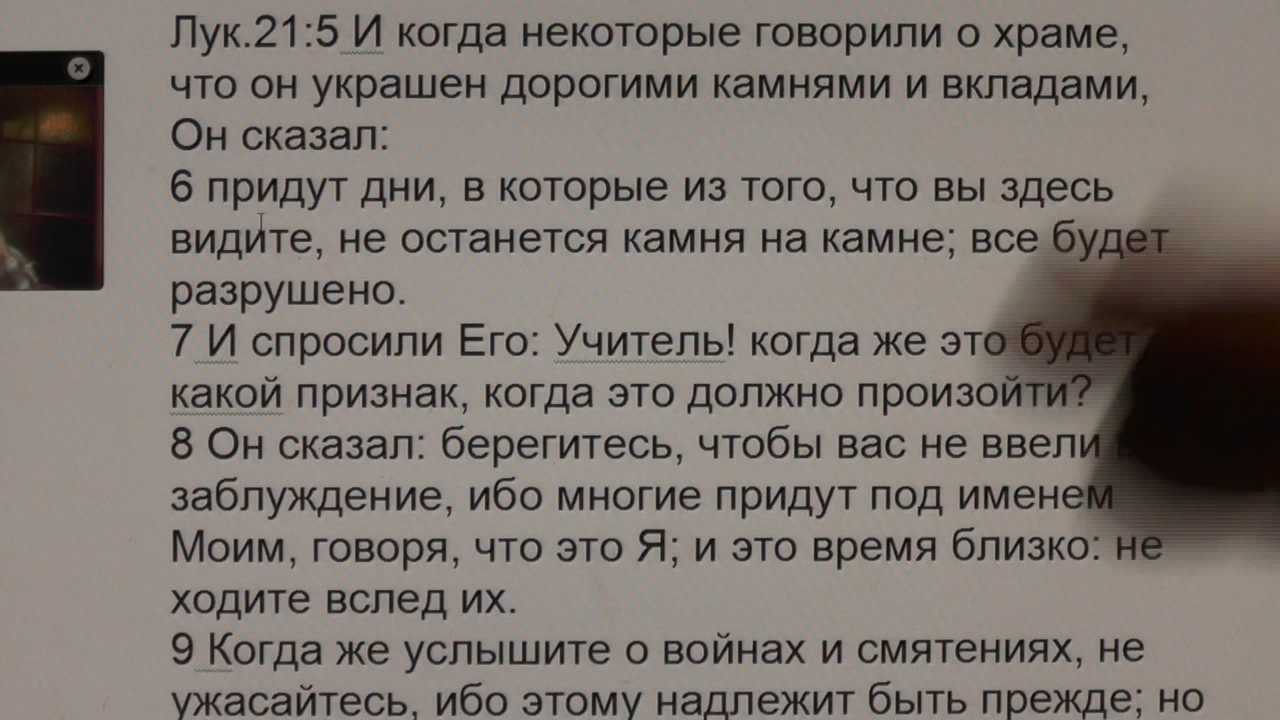 Лук.21:5 И когда некоторые говорили о храме,
что он украшен дорогими камнями и вкладами,
Он сказал:
6 придут дни, в которые из того, что вы здесь
видите, не останется камня на камне; все будет
разрушено.
7 И спросили Его: Учитель! когда же это будет
какой признак, когда это должно произойти?
8 Он сказал: берегитесь, чтобы вас не ввели
заблуждение, ибо многие придут под именем
Моим, говоря, что это Я; и это время близко: не
ходите вслед их.
9 Когда же услышите о войнах и смятениях, не
ужасайтесь, ибо этому надлежит быть прежде; но